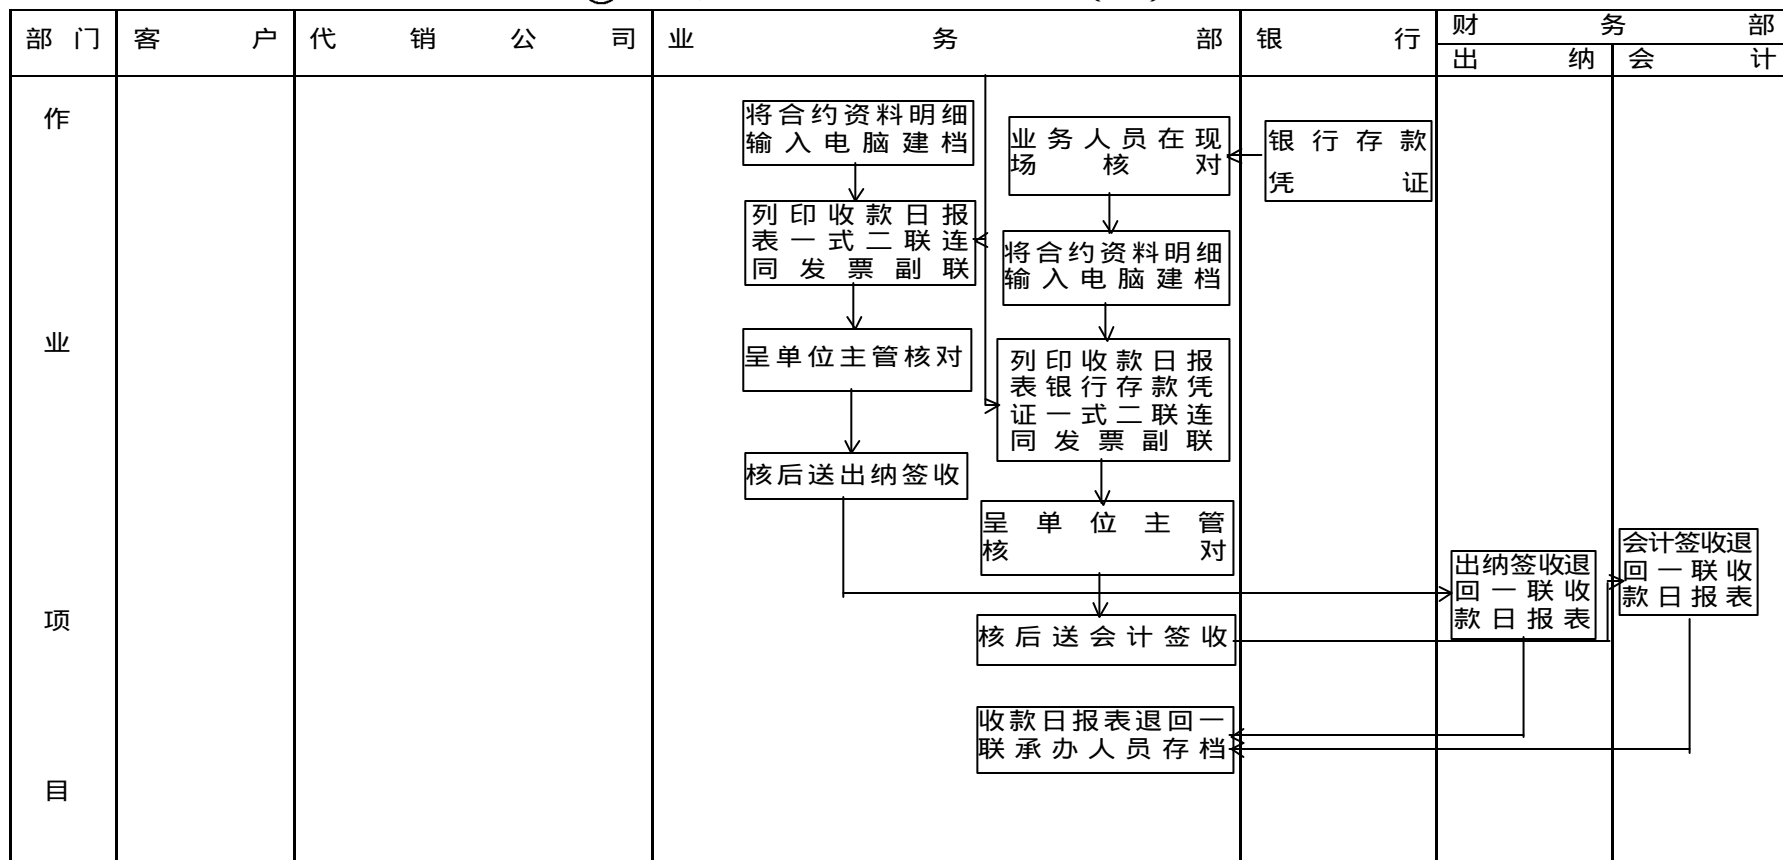 部门
客户
代销公司
业务部
银行
财务部
出纳
会计
作
业
项
目
将合约资料明细
输入电脑建档
列印收款日报
表一式二联连
同发票副联
呈单位主管核对
核后送出纳签收
业务人员在现
场核对
将合约资料明细
输入电脑建档
列印收款日报
表银行存款凭
证一式二联连
同发票副联
呈单位主管
核对
核后送会计签收
收款日报表退回一
联承办人员存档
银行存款
凭证
出纳签收退
回一联收
款日报表
会计签收退
回一联收
款日报表